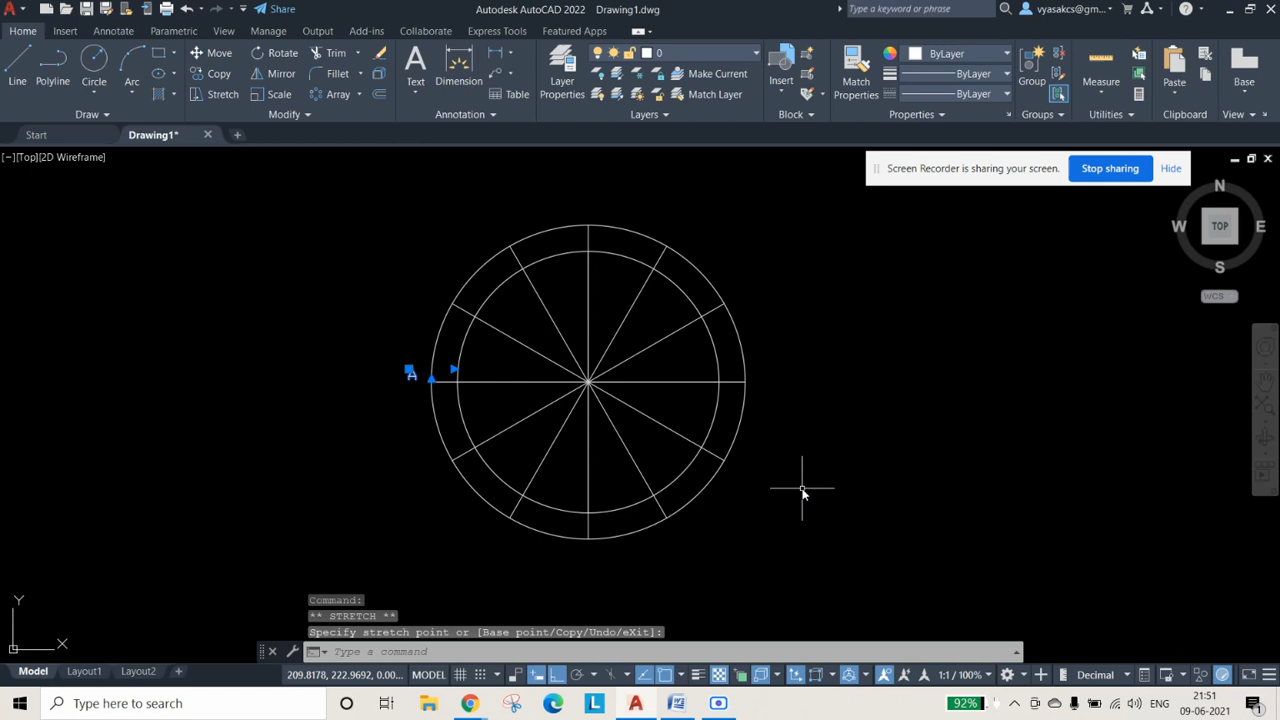 Share
Autodesk AutoCAD 2022 Drawing1.dwg
Type a keyword or phrase
vyasakcs@gm...
Home Insert Annotate Parametric View Manage Output Add-ins Collaborate Express Tools Featured Apps
Line Polyline Circle Arc
Move Rotate Trim
Copy Mirror Fillet
Stretch Scale Array
Text Dimension Table
Layer Properties
0
Make Current
Match Layer
Insert
Match Properties
ByLayer
ByLayer
ByLayer
Group Measure Paste Base
Draw Modify Annotation Layers Block Properties Groups Utilities Clipboard View
Start Drawing1*
[−][Top][2D Wireframe]
Screen Recorder is sharing your screen. Stop sharing Hide
N
W TOP E
S
WCS
A
Command:
** STRETCH **
Specify stretch point or [Base point/Copy/Undo/eXit]:
Type a command
Y
X
Model Layout1 Layout2
209.8178, 222.9692, 0.00... MODEL 1:1 / 100% Decimal
Type here to search
L A W
92% ENG 21:51
09-06-2021
1